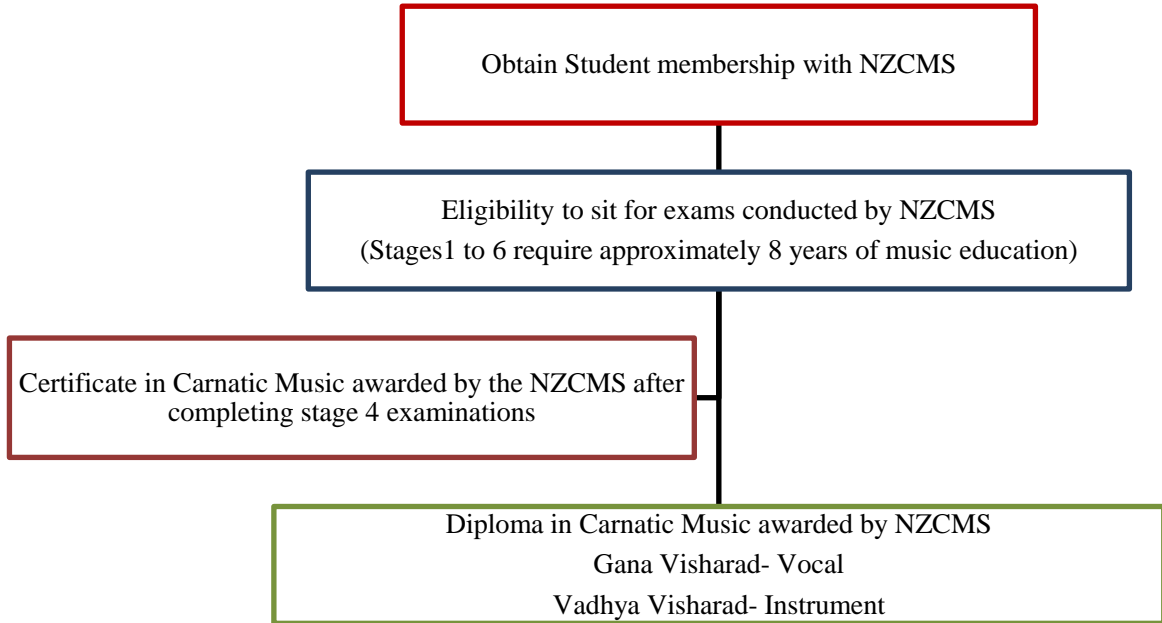 Obtain Student membership with NZCMS
Eligibility to sit for exams conducted by NZCMS
(Stages1 to 6 require approximately 8 years of music education)
Certificate in Carnatic Music awarded by the NZCMS after
completing stage 4 examinations
Diploma in Carnatic Music awarded by NZCMS
Gana Visharad- Vocal
Vadhya Visharad- Instrument